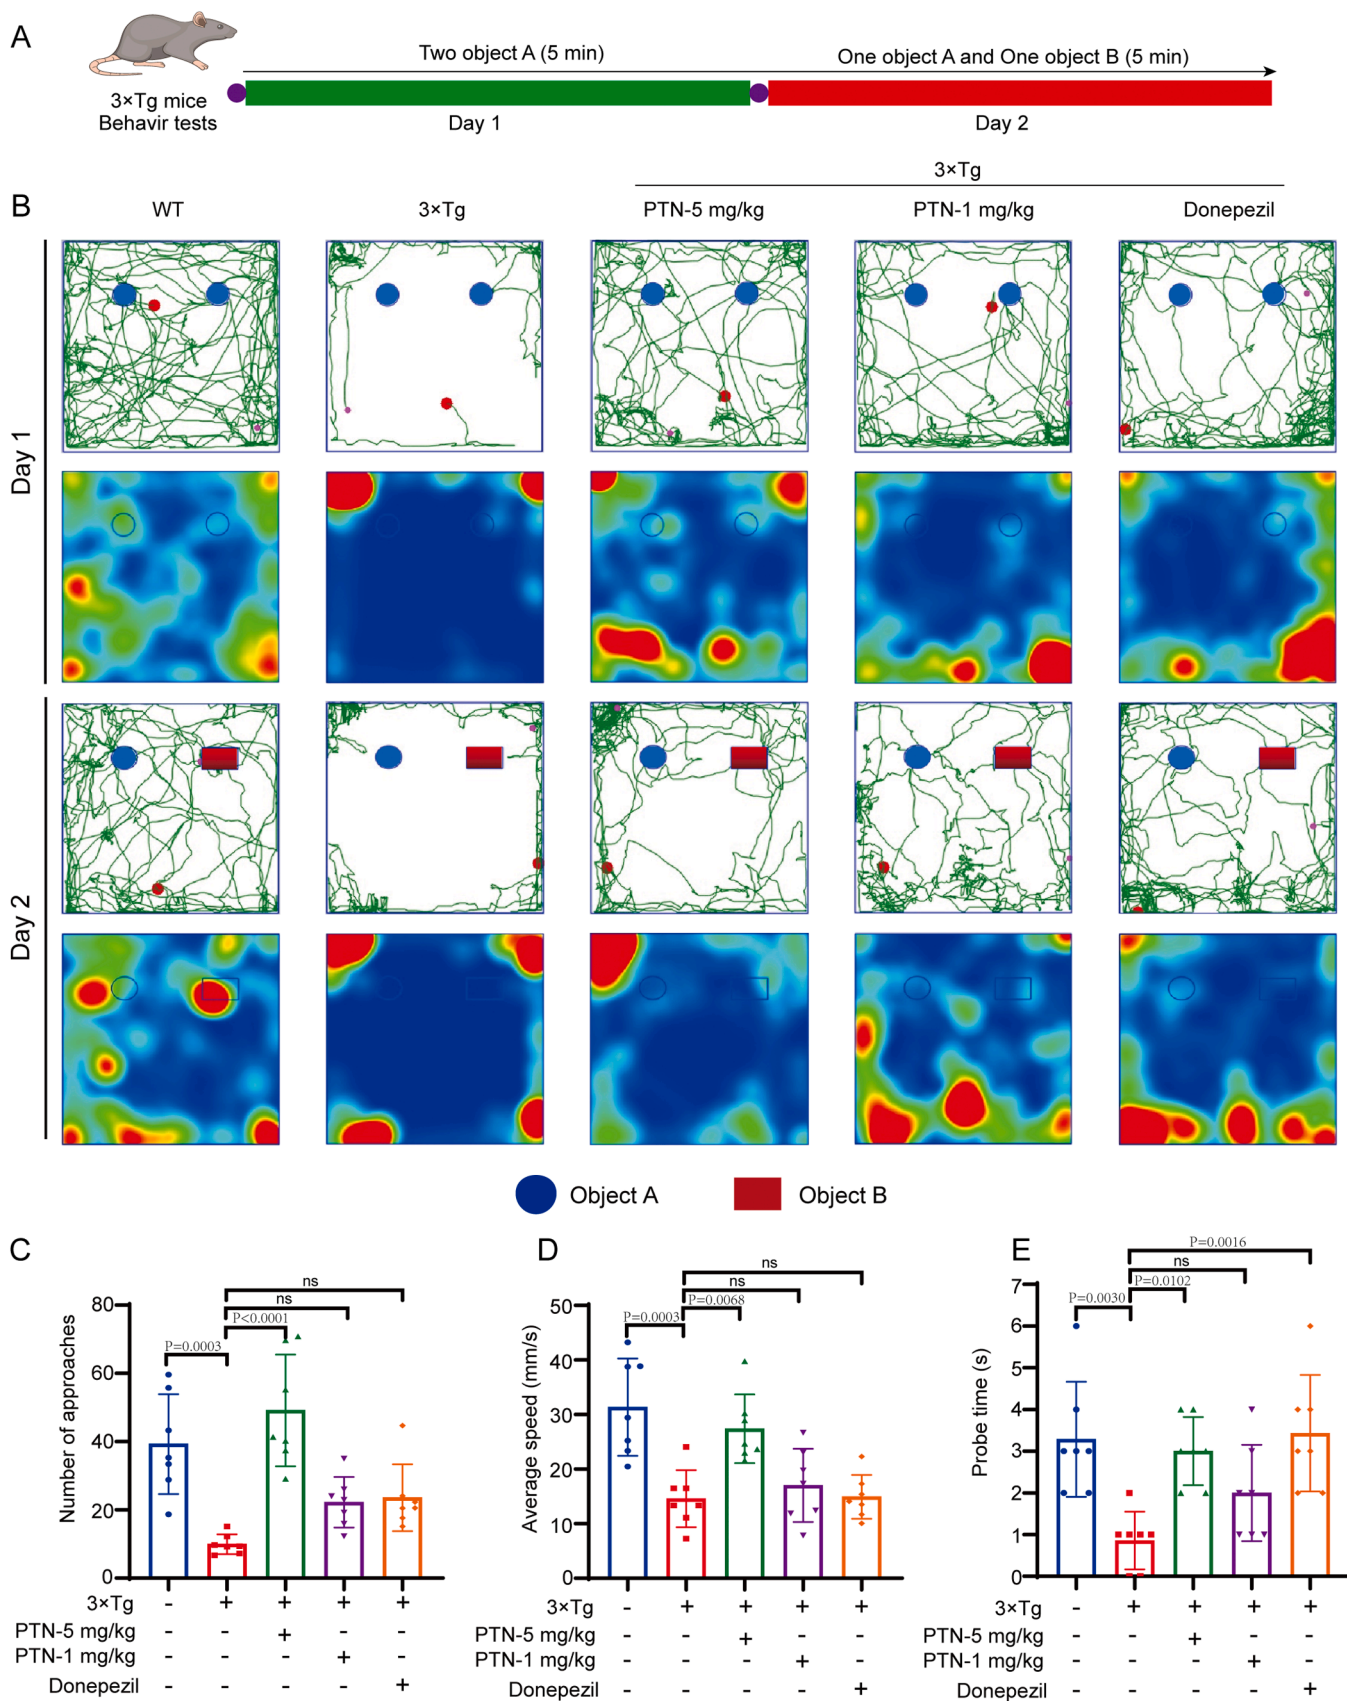 A
Two object A (5 min)
One object A and One object B (5 min)
3×Tg mice
Behavir tests
Day 1
Day 2
3×Tg
B
WT
3×Tg
PTN-5 mg/kg
PTN-1 mg/kg
Donepezil
Day 1
Day 2
Object A
Object B
C
Number of approaches
80
60
40
20
0
P=0.0003
P<0.0001
ns
ns
3×Tg - + + + +
PTN-5 mg/kg - - + - -
PTN-1 mg/kg - - - + -
Donepezil - - - - +
D
Average speed (mm/s)
50
40
30
20
10
0
P=0.0003
P=0.0068
ns
ns
3×Tg - + + + +
PTN-5 mg/kg - - + - -
PTN-1 mg/kg - - - + -
Donepezil - - - - +
E
Probe time (s)
7
6
5
4
3
2
1
0
P=0.0030
P=0.0102
ns
P=0.0016
3×Tg - + + + +
PTN-5 mg/kg - - + - -
PTN-1 mg/kg - - - + -
Donepezil - - - - +